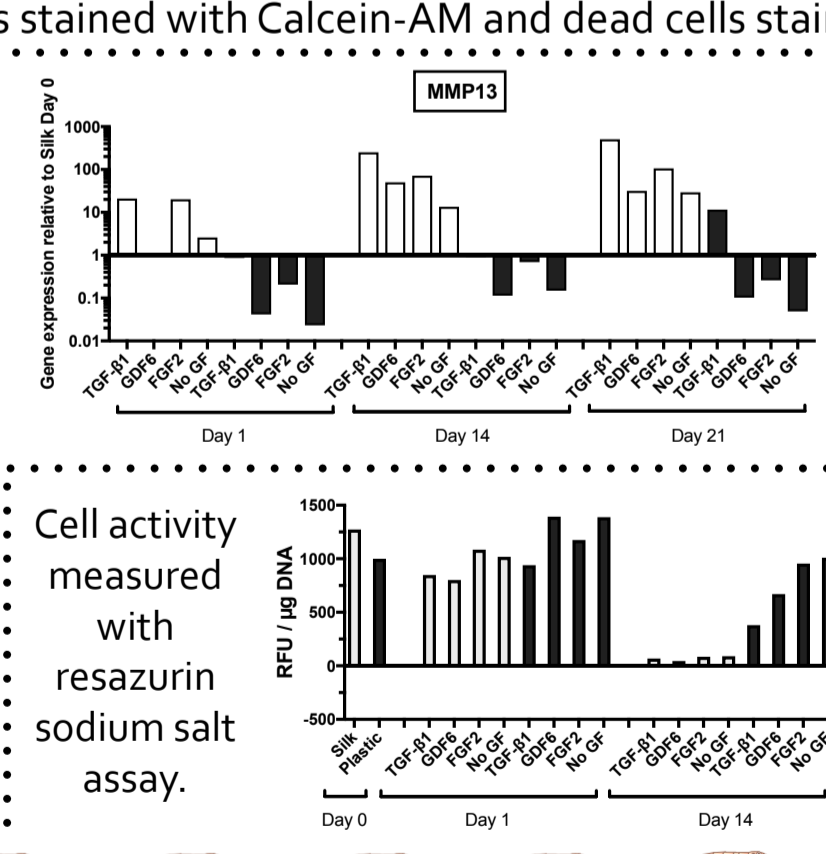 s stained with Calcein-AM and dead cells stai
MMP13
Gene expression relative to Silk Day 0
1000
100
10
1
0.1
0.01
TGF-β1 GDF6 FGF2 No GF TGF-β1 GDF6 FGF2 No GF TGF-β1 GDF6 FGF2 No GF TGF-β1 GDF6 FGF2 No GF TGF-β1 GDF6 FGF2 No GF TGF-β1 GDF6 FGF2 No GF
Day 1 Day 14 Day 21
Cell activity
measured
with
resazurin
sodium salt
assay.
RFU / µg DNA
1500
1000
500
0
-500
Silk Plastic TGF-β1 GDF6 FGF2 No GF TGF-β1 GDF6 FGF2 No GF TGF-β1 GDF6 FGF2 No GF TGF-β1 GDF6 FGF2 No GF
Day 0 Day 1 Day 14